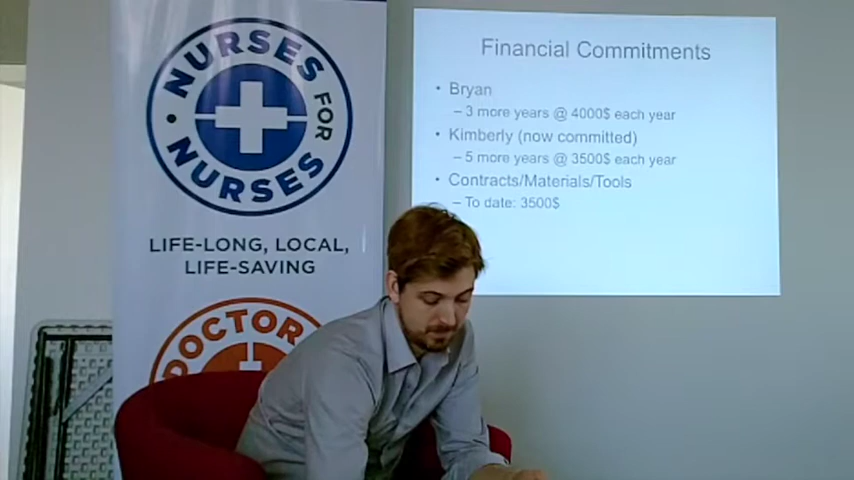 NURSES FOR
NURSES
LIFE-LONG, LOCAL,
LIFE-SAVING
DOCTOR
Financial Commitments
• Bryan
– 3 more years @ 4000$ each year
• Kimberly (now committed)
– 5 more years @ 3500$ each year
• Contracts/Materials/Tools
– To date: 3500$